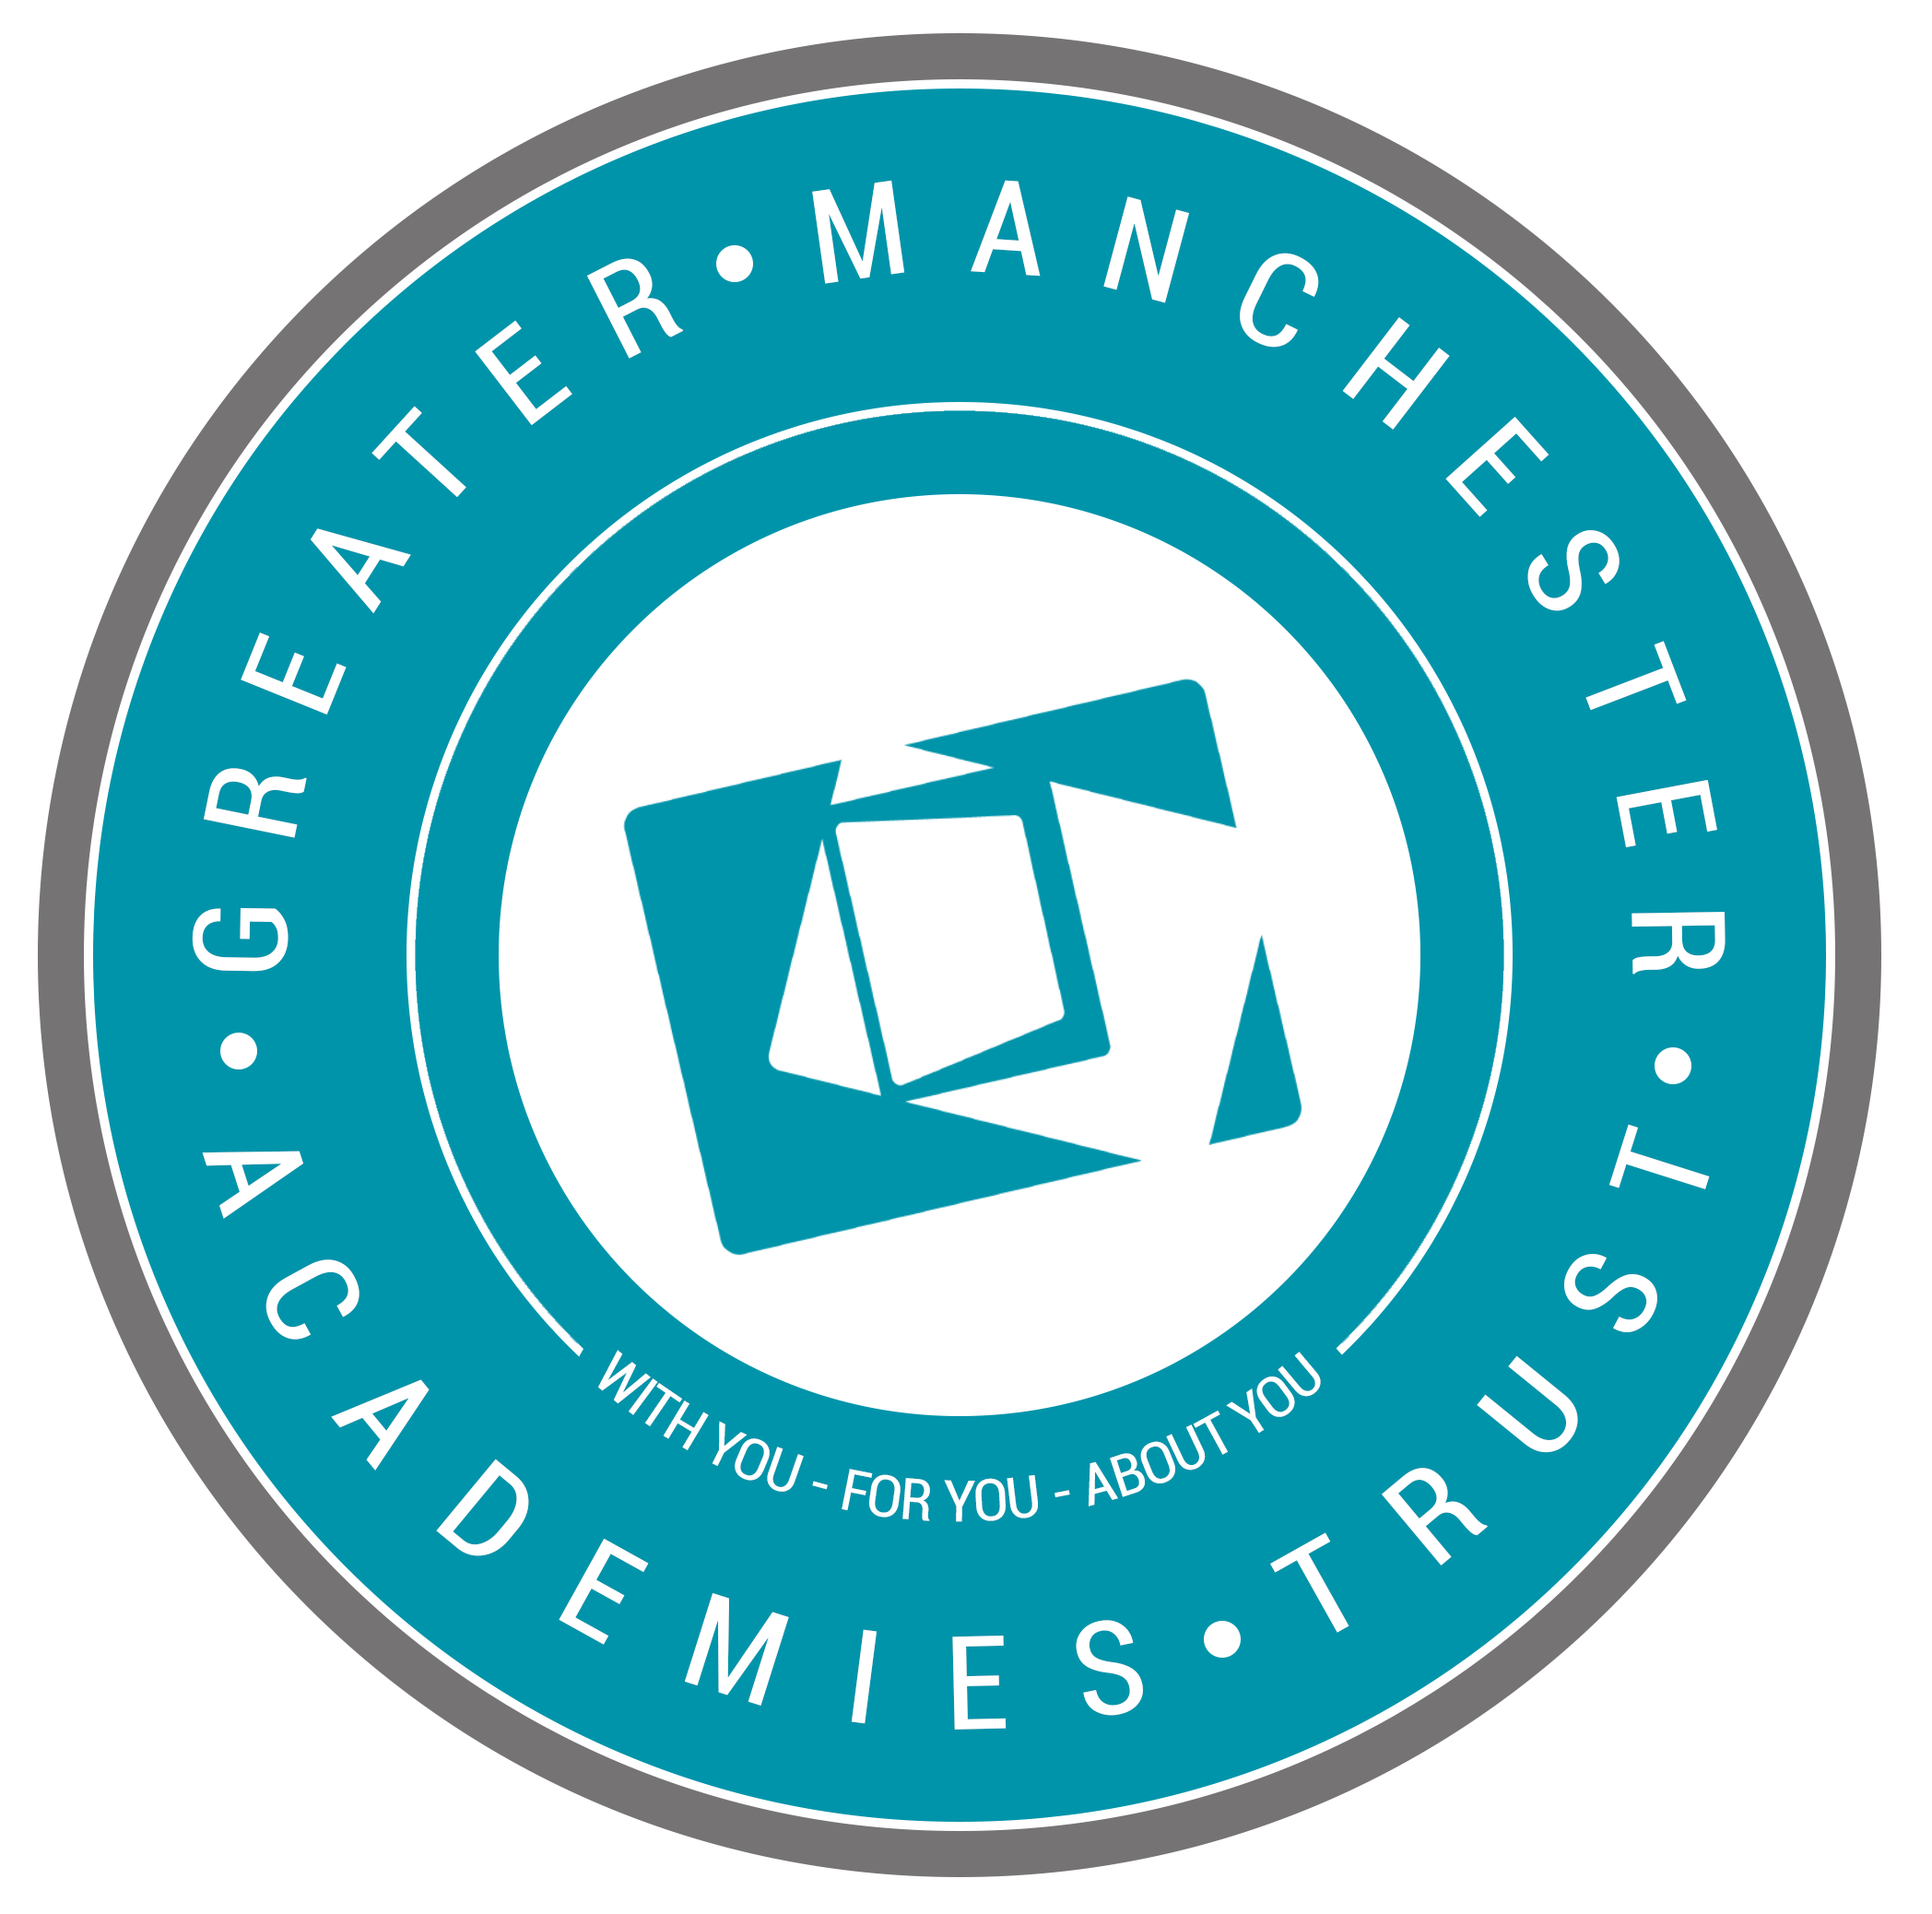 GREATER • MANCHESTER
ACADEMIES • TRUST
WITH YOU - FOR YOU - ABOUT YOU